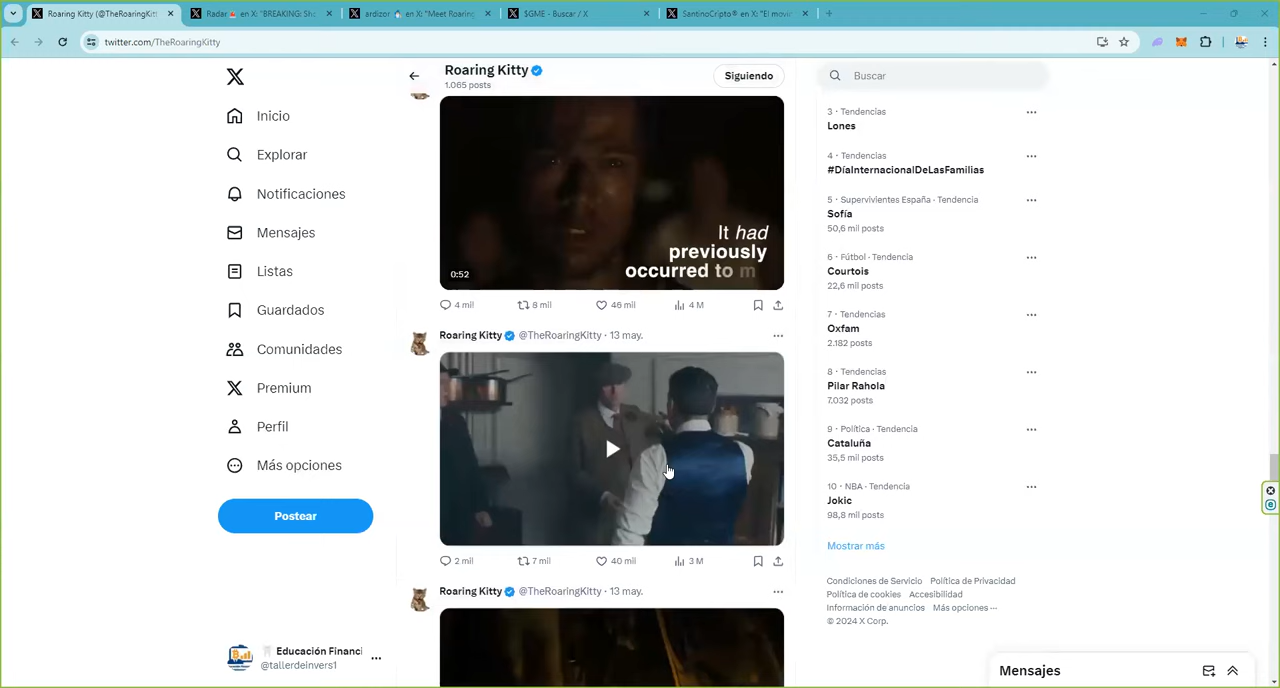 Roaring Kitty (@TheRoaringKitt
Radar🚨 en X: "BREAKING: Sho
ardizor 🧙‍♂️ en X: "Meet Roaring
$GME - Buscar / X
SantinoCripto® en X: "El movir
twitter.com/TheRoaringKitty
Inicio
Explorar
Notificaciones
Mensajes
Listas
Guardados
Comunidades
Premium
Perfil
Más opciones
Postear
Educación Financi
@tallerdeinvers1
Roaring Kitty
1.065 posts
Siguiendo
It had
previously
occurred to m
0:52
4 mil 8 mil 46 mil 4 M
Roaring Kitty @TheRoaringKitty · 13 may.
2 mil 7 mil 40 mil 3 M
Roaring Kitty @TheRoaringKitty · 13 may.
Buscar
3 · Tendencias
Lones
4 · Tendencias
#DíaInternacionalDeLasFamilias
5 · Supervivientes España · Tendencia
Sofía
50,6 mil posts
6 · Fútbol · Tendencia
Courtois
22,6 mil posts
7 · Tendencias
Oxfam
2.182 posts
8 · Tendencias
Pilar Rahola
7.032 posts
9 · Política · Tendencia
Cataluña
35,5 mil posts
10 · NBA · Tendencia
Jokic
98,8 mil posts
Mostrar más
Condiciones de Servicio Política de Privacidad
Política de cookies Accesibilidad
Información de anuncios Más opciones ···
© 2024 X Corp.
Mensajes